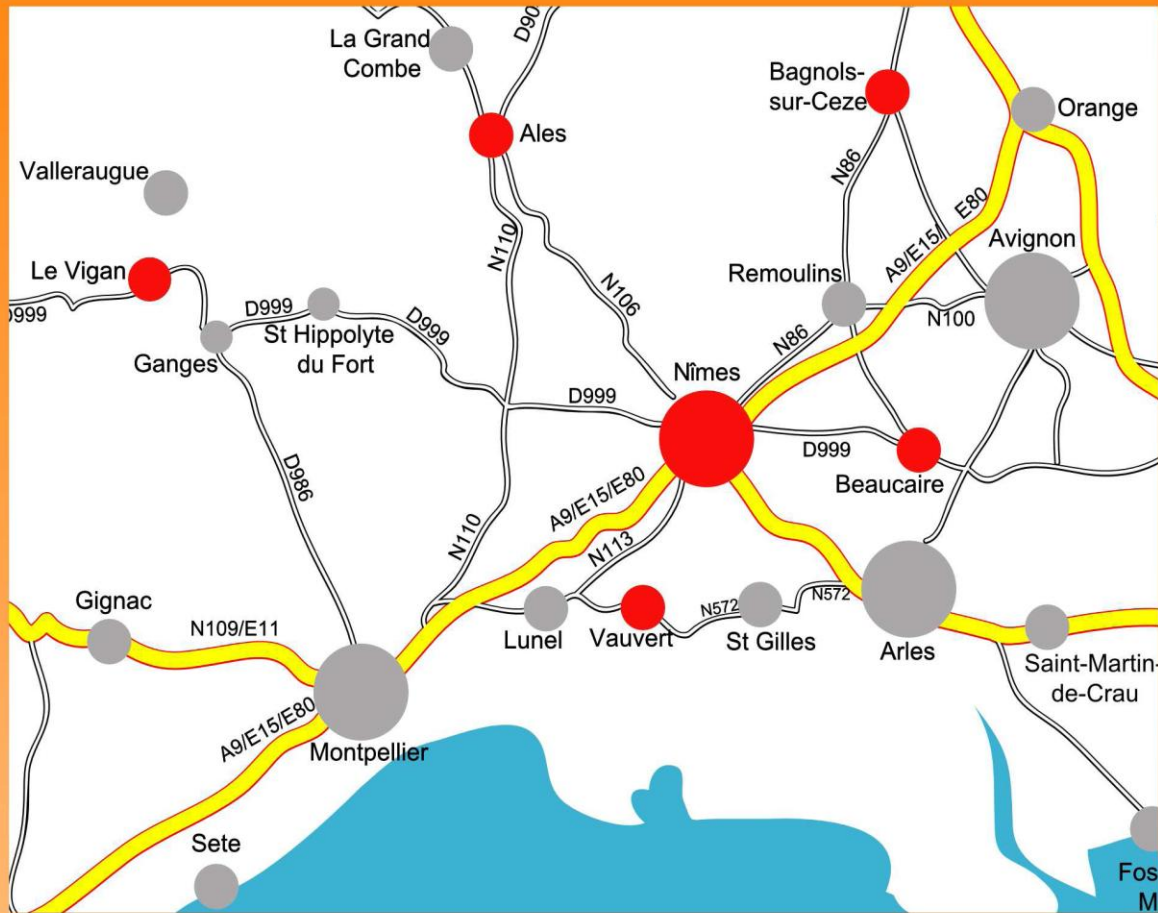 D90
La Grand
Combe
Bagnols-
sur-Ceze
Orange
Ales
N86
Valleraugue
E80
A9/E15/
Avignon
N110
Le Vigan
Remoulins
N106
D999
D999
St Hippolyte
du Fort
D999
Ganges
N100
N86
Nîmes
D999
D999
Beaucaire
D986
A9/E15/E80
N110
N113
Gignac
N109/E11
Lunel
Vauvert
N572
St Gilles
N572
Arles
Saint-Martin-
de-Crau
A9/E15/E80
Montpellier
Sete
Fos
M